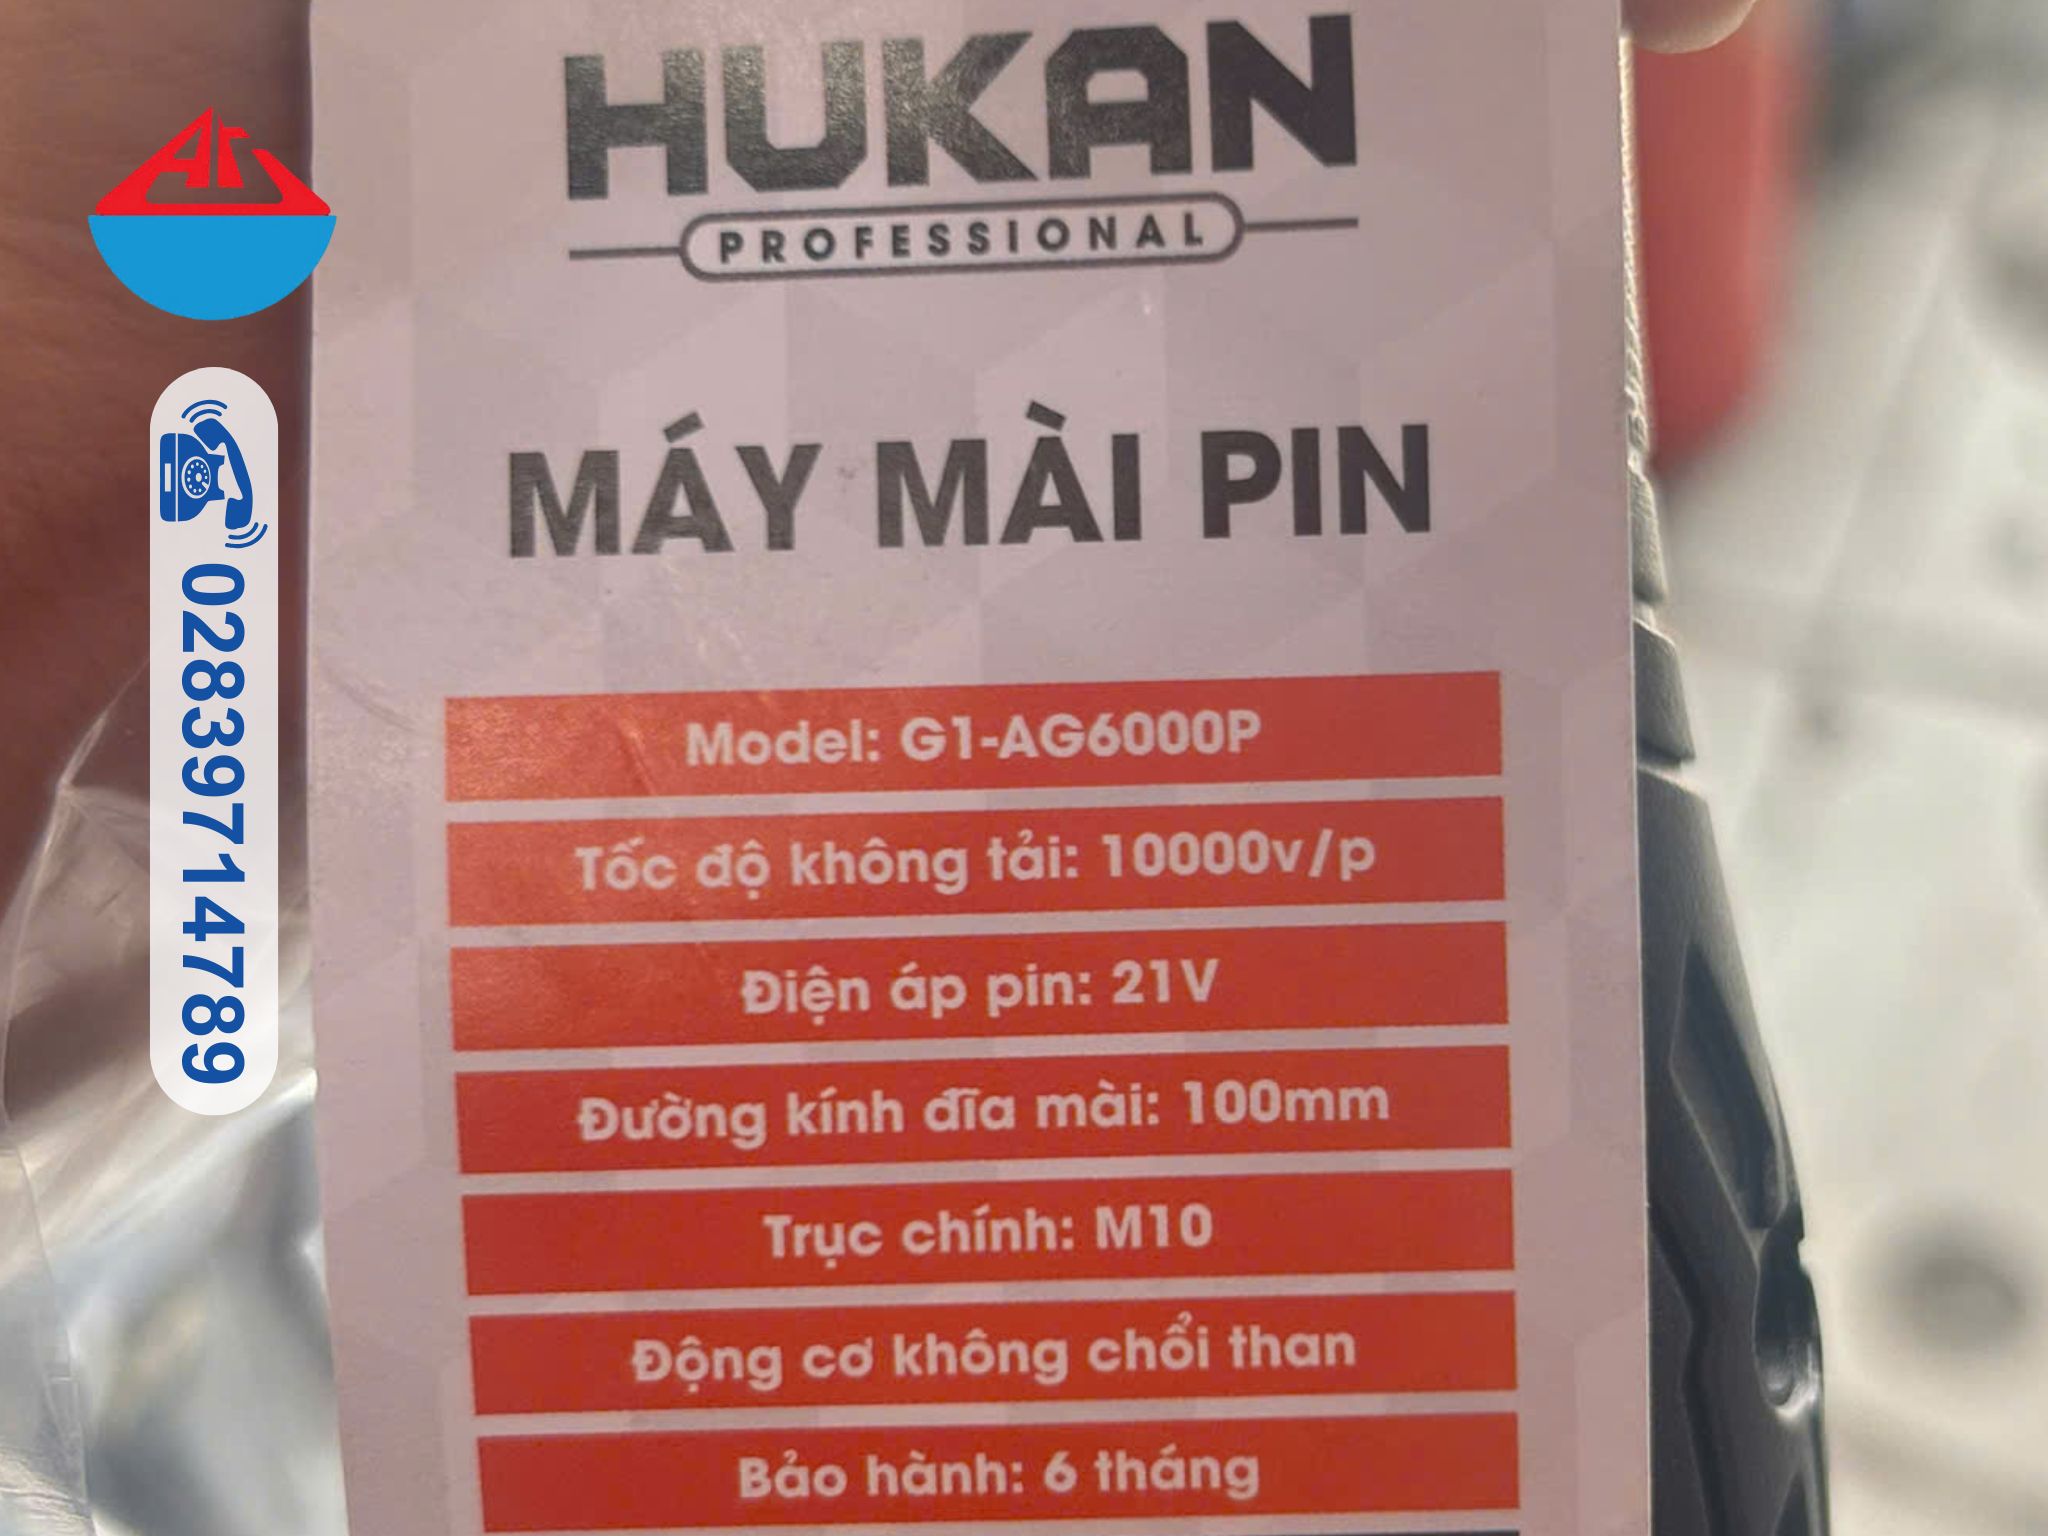 HUKAN
PROFESSIONAL
MÁY MÀI PIN
Model: G1-AG6000P
Tốc độ không tải: 10000v/p
Điện áp pin: 21V
Đường kính đĩa mài: 100mm
Trục chính: M10
Động cơ không chổi than
Bảo hành: 6 tháng
02839714789